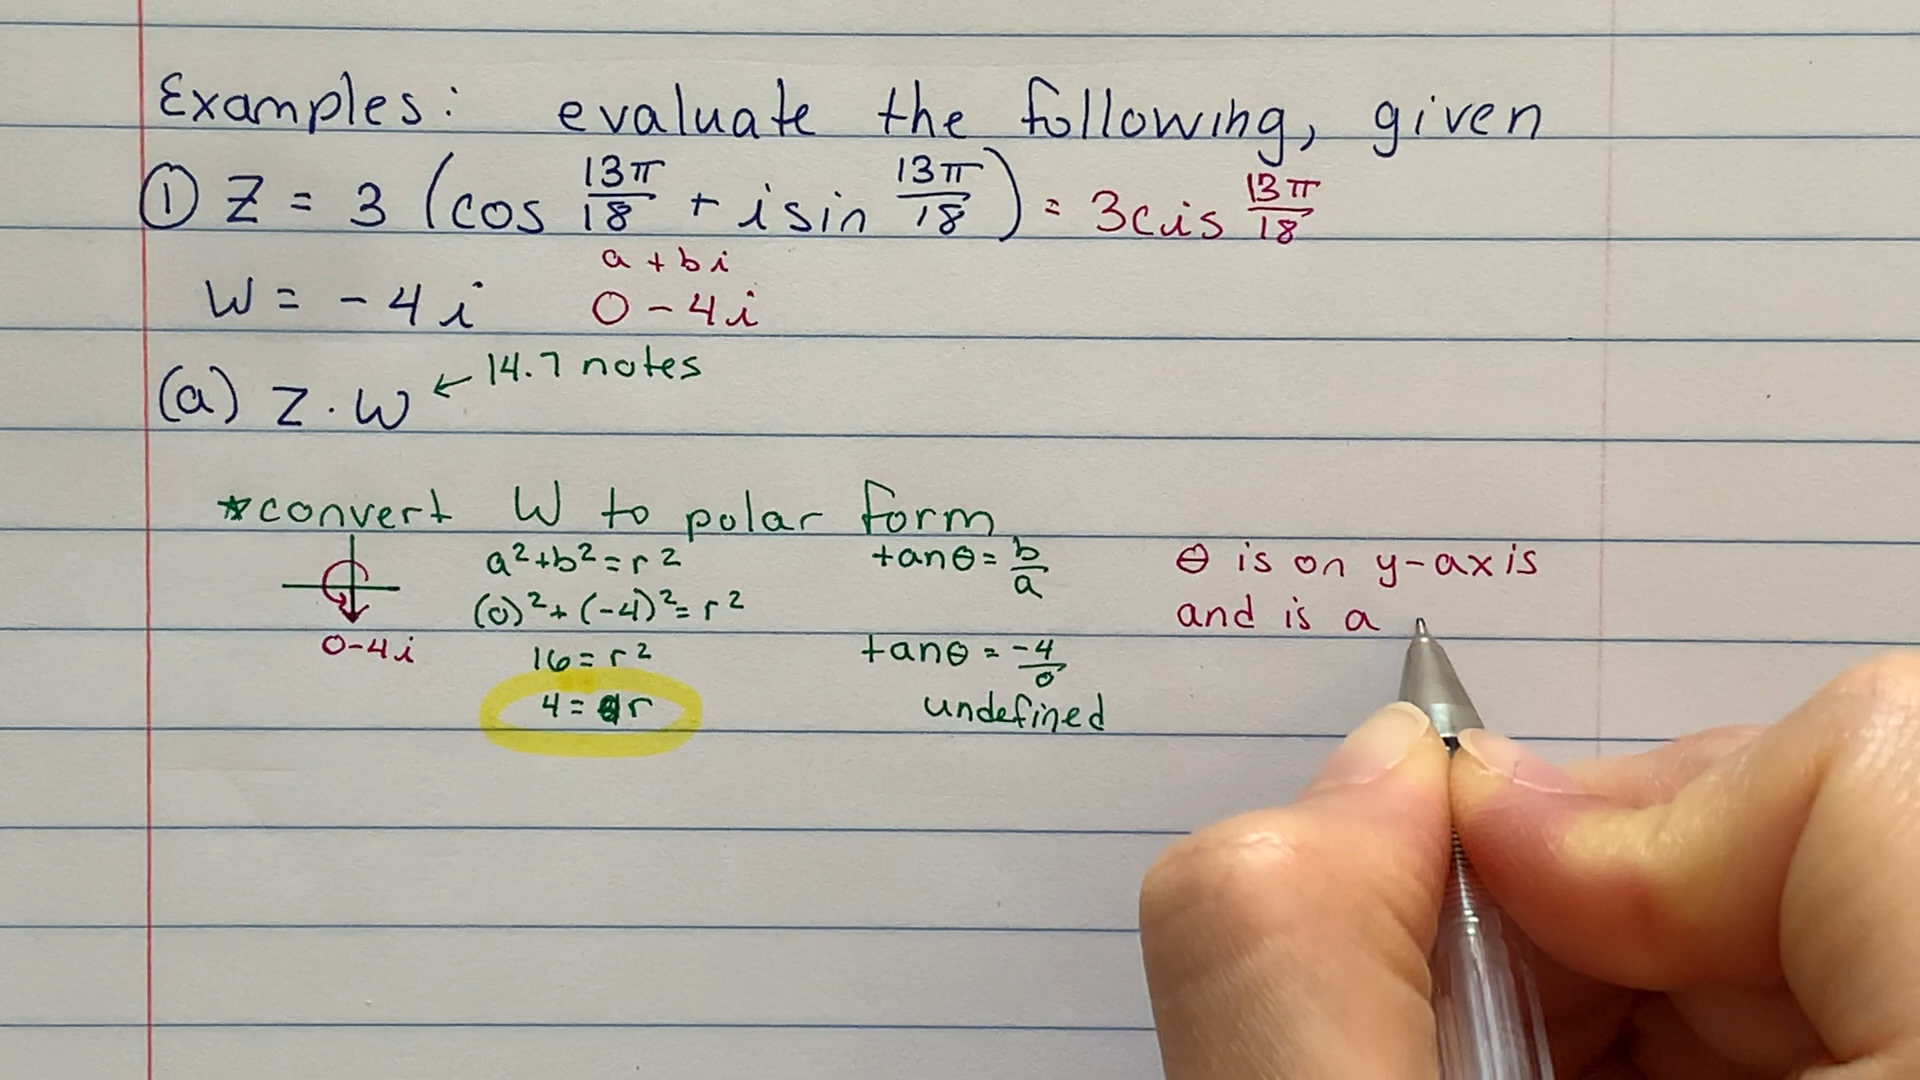 Examples: evaluate the following, given
① Z = 3 (cos 13π/18 + i sin 13π/18) = 3cis 13π/18
a + bi
W = -4i 0 - 4i
(a) Z · W ← 14.7 notes
*convert W to polar form
a² + b² = r² tanθ = b/a θ is on y-axis
(0)² + (-4)² = r² and is a
0-4i 16 = r² tanθ = -4/0
4 = r undefined